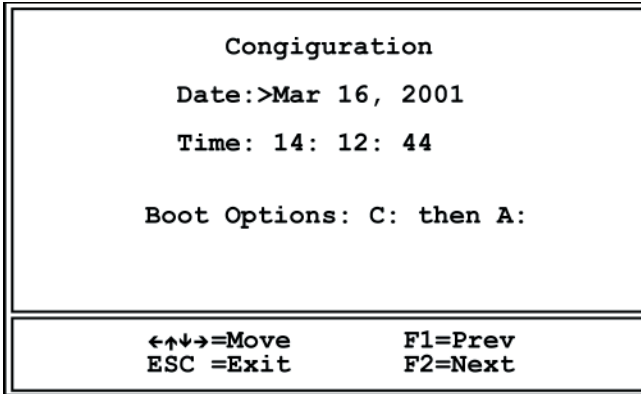 Congiguration
Date:>Mar 16, 2001
Time: 14: 12: 44
Boot Options: C: then A:
←↑↓→=Move F1=Prev
ESC =Exit F2=Next